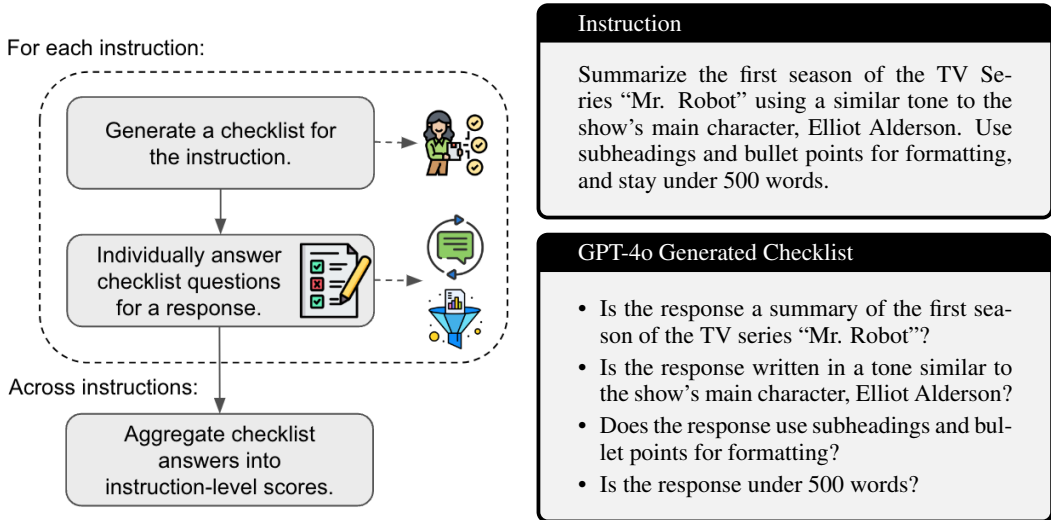 For each instruction:
Generate a checklist for
the instruction.
Individually answer
checklist questions
for a response.
Across instructions:
Aggregate checklist
answers into
instruction-level scores.
Instruction
Summarize the first season of the TV Se-
ries “Mr. Robot” using a similar tone to the
show’s main character, Elliot Alderson. Use
subheadings and bullet points for formatting,
and stay under 500 words.
GPT-4o Generated Checklist
• Is the response a summary of the first sea-
son of the TV series “Mr. Robot”?
• Is the response written in a tone similar to
the show’s main character, Elliot Alderson?
• Does the response use subheadings and bul-
let points for formatting?
• Is the response under 500 words?